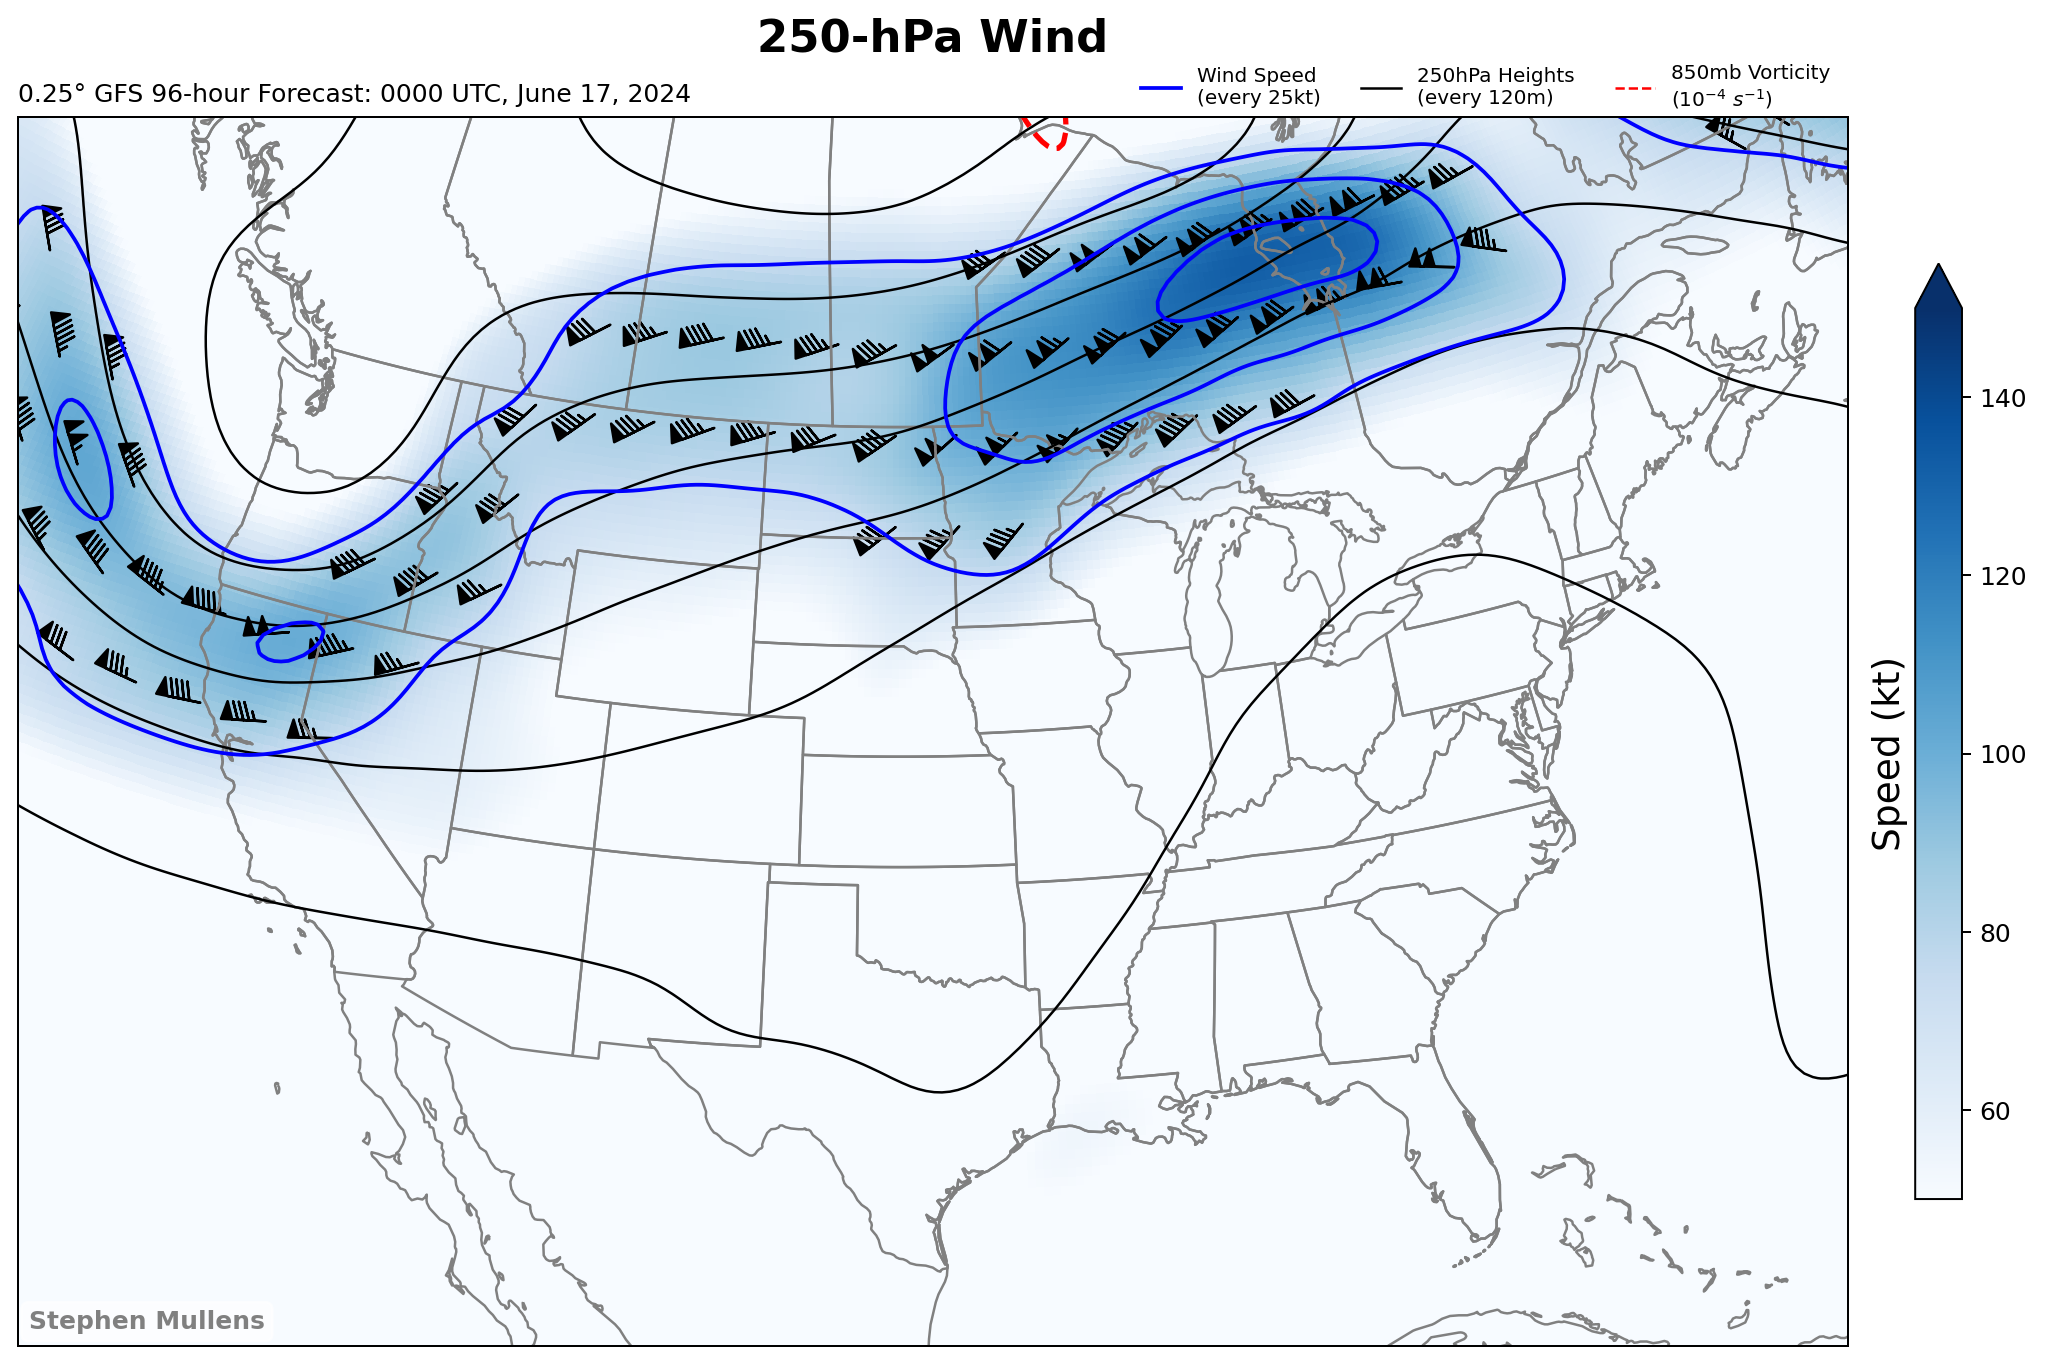 250-hPa Wind
0.25° GFS 96-hour Forecast: 0000 UTC, June 17, 2024
Wind Speed
(every 25kt)
250hPa Heights
(every 120m)
850mb Vorticity
(10⁻⁴ s⁻¹)
140
120
100
80
60
Speed (kt)
Stephen Mullens